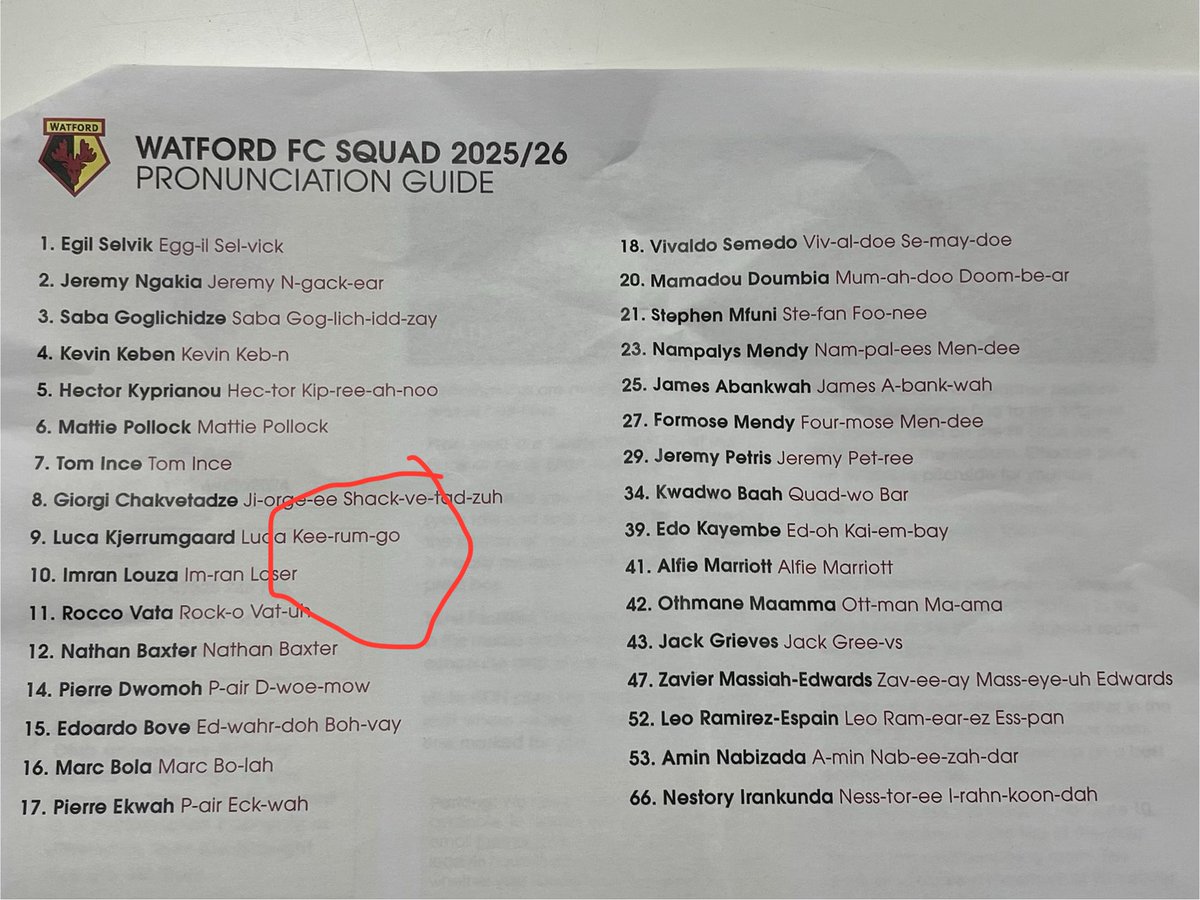 WATFORD
WATFORD FC SQUAD 2025/26
PRONUNCIATION GUIDE
1. Egil Selvik Egg-il Sel-vick
2. Jeremy Ngakia Jeremy N-gack-ear
3. Saba Goglichidze Saba Gog-lich-idd-zay
4. Kevin Keben Kevin Keb-n
5. Hector Kyprianou Hec-tor Kip-ree-ah-noo
6. Mattie Pollock Mattie Pollock
7. Tom Ince Tom Ince
8. Giorgi Chakvetadze Ji-orge-ee Shack-ve-tad-zuh
9. Luca Kjerrumgaard Luca Kee-rum-go
10. Imran Louza Im-ran Loser
11. Rocco Vata Rock-o Vat-uh
12. Nathan Baxter Nathan Baxter
14. Pierre Dwomoh P-air D-woe-mow
15. Edoardo Bove Ed-wahr-doh Boh-vay
16. Marc Bola Marc Bo-lah
17. Pierre Ekwah P-air Eck-wah
18. Vivaldo Semedo Viv-al-doe Se-may-doe
20. Mamadou Doumbia Mum-ah-doo Doom-be-ar
21. Stephen Mfuni Ste-fan Foo-nee
23. Nampalys Mendy Nam-pal-ees Men-dee
25. James Abankwah James A-bank-wah
27. Formose Mendy Four-mose Men-dee
29. Jeremy Petris Jeremy Pet-ree
34. Kwadwo Baah Quad-wo Bar
39. Edo Kayembe Ed-oh Kai-em-bay
41. Alfie Marriott Alfie Marriott
42. Othmane Maamma Ott-man Ma-ama
43. Jack Grieves Jack Gree-vs
47. Zavier Massiah-Edwards Zav-ee-ay Mass-eye-uh Edwards
52. Leo Ramirez-Espain Leo Ram-ear-ez Ess-pan
53. Amin Nabizada A-min Nab-ee-zah-dar
66. Nestory Irankunda Ness-tor-ee I-rahn-koon-dah